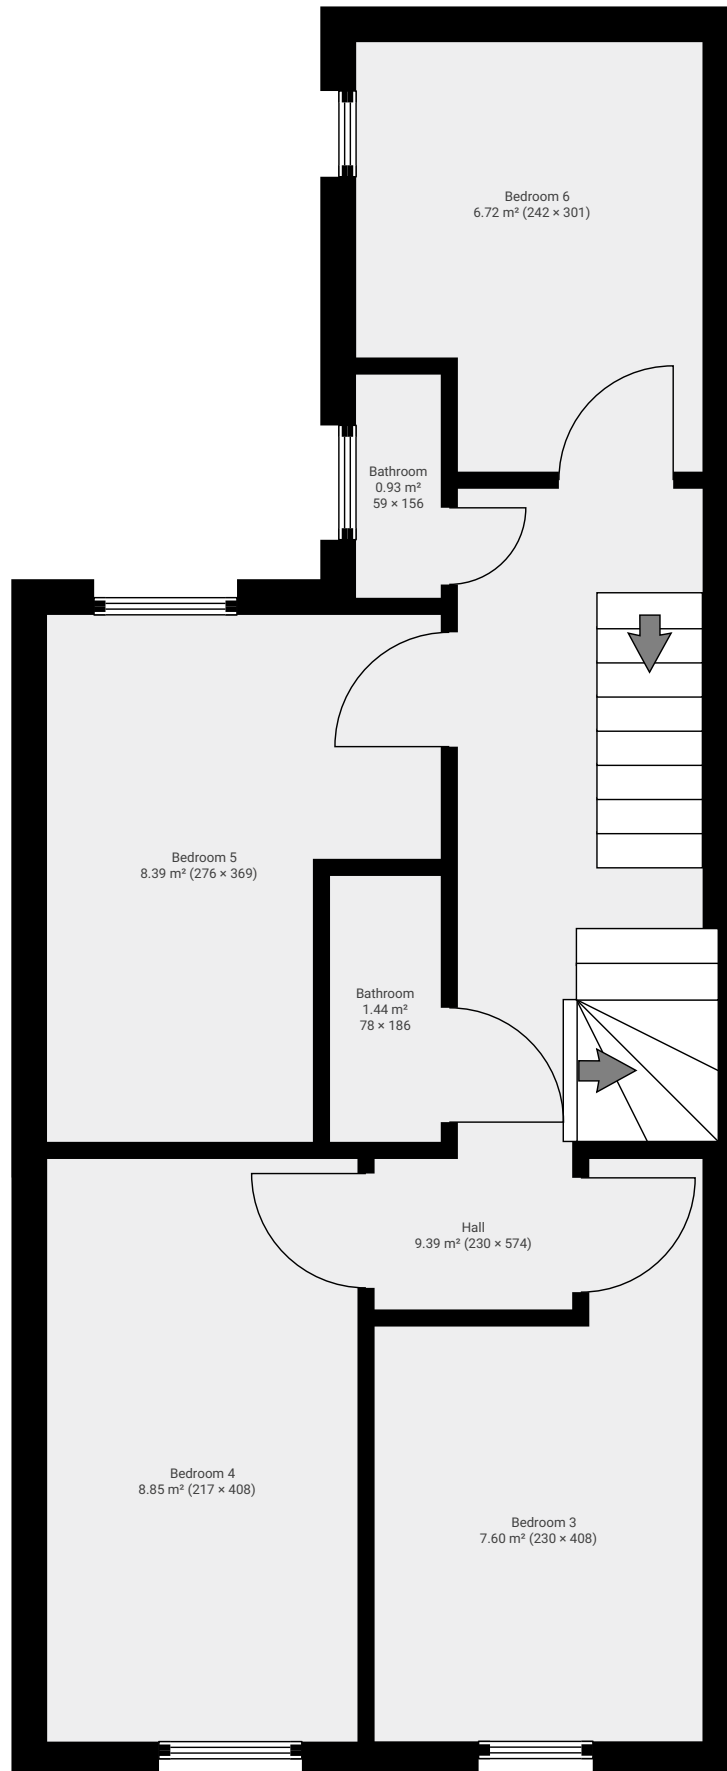 Bedroom 6
6.72 m² (242 × 301)
Bathroom
0.93 m²
59 × 156
Bedroom 5
8.39 m² (276 × 369)
Bathroom
1.44 m²
78 × 186
Hall
9.39 m² (230 × 574)
Bedroom 4
8.85 m² (217 × 408)
Bedroom 3
7.60 m² (230 × 408)